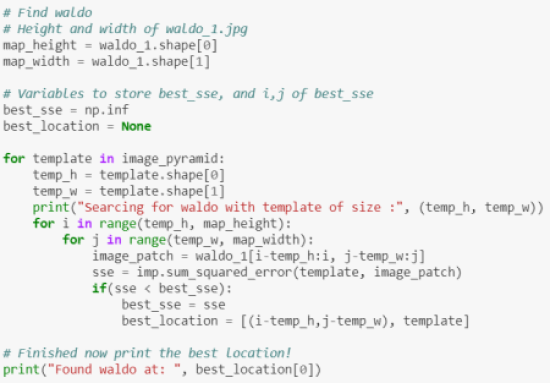 # Find waldo
# Height and width of waldo_1.jpg
map_height = waldo_1.shape[0]
map_width = waldo_1.shape[1]

# Variables to store best_sse, and i,j of best_sse
best_sse = np.inf
best_location = None

for template in image_pyramid:
    temp_h = template.shape[0]
    temp_w = template.shape[1]
    print("Searcing for waldo with template of size :", (temp_h, temp_w))
    for i in range(temp_h, map_height):
        for j in range(temp_w, map_width):
            image_patch = waldo_1[i-temp_h:i, j-temp_w:j]
            sse = imp.sum_squared_error(template, image_patch)
            if(sse < best_sse):
                best_sse = sse
                best_location = [(i-temp_h,j-temp_w), template]

# Finished now print the best location!
print("Found waldo at: ", best_location[0])